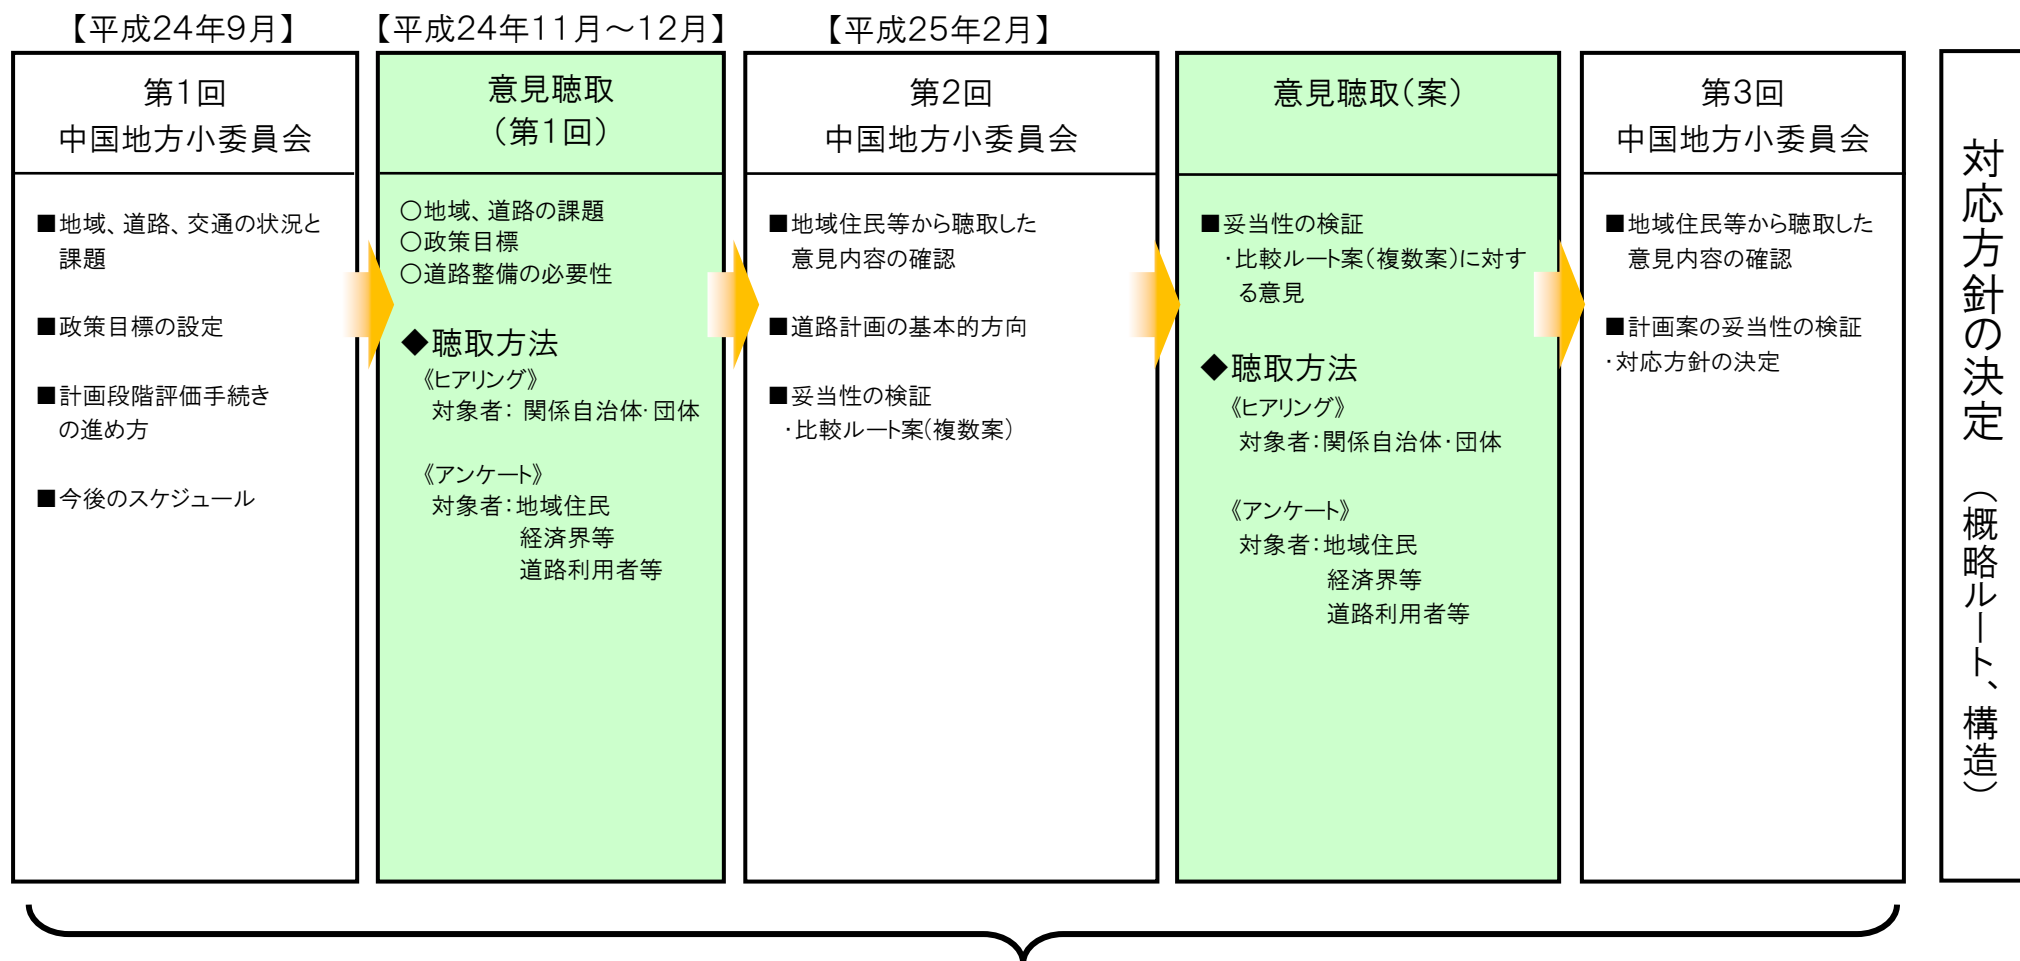 【平成24年9月】
第1回
中国地方小委員会
■地域、道路、交通の状況と
課題
■政策目標の設定
■計画段階評価手続き
の進め方
■今後のスケジュール
【平成24年11月～12月】
意見聴取
（第1回）
○地域、道路の課題
○政策目標
○道路整備の必要性
◆聴取方法
《ヒアリング》
対象者：関係自治体・団体
《アンケート》
対象者：地域住民
経済界等
道路利用者等
【平成25年2月】
第2回
中国地方小委員会
■地域住民等から聴取した
意見内容の確認
■道路計画の基本的方向
■妥当性の検証
・比較ルート案（複数案）
意見聴取（案）
■妥当性の検証
・比較ルート案（複数案）に対す
る意見
◆聴取方法
《ヒアリング》
対象者：関係自治体・団体
《アンケート》
対象者：地域住民
経済界等
道路利用者等
第3回
中国地方小委員会
■地域住民等から聴取した
意見内容の確認
■計画案の妥当性の検証
・対応方針の決定
対応方針の決定　（概略ルート、構造）